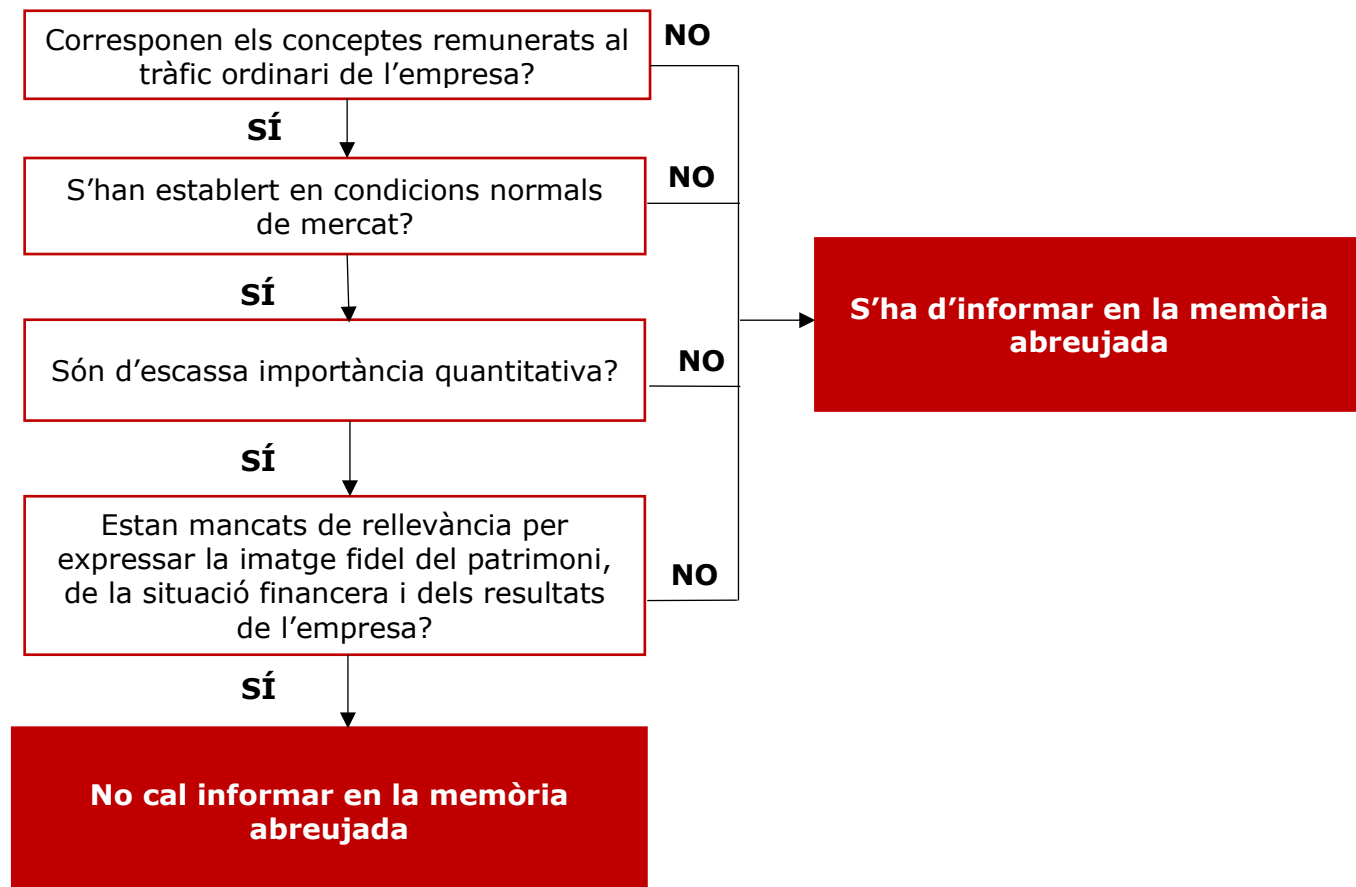 Corresponen els conceptes remunerats al
tràfic ordinari de l’empresa?
NO
SÍ
S’han establert en condicions normals
de mercat?
NO
SÍ
S’ha d’informar en la memòria
abreujada
Són d’escassa importància quantitativa?
NO
SÍ
Estan mancats de rellevància per
expressar la imatge fidel del patrimoni,
de la situació financera i dels resultats
de l’empresa?
NO
SÍ
No cal informar en la memòria
abreujada